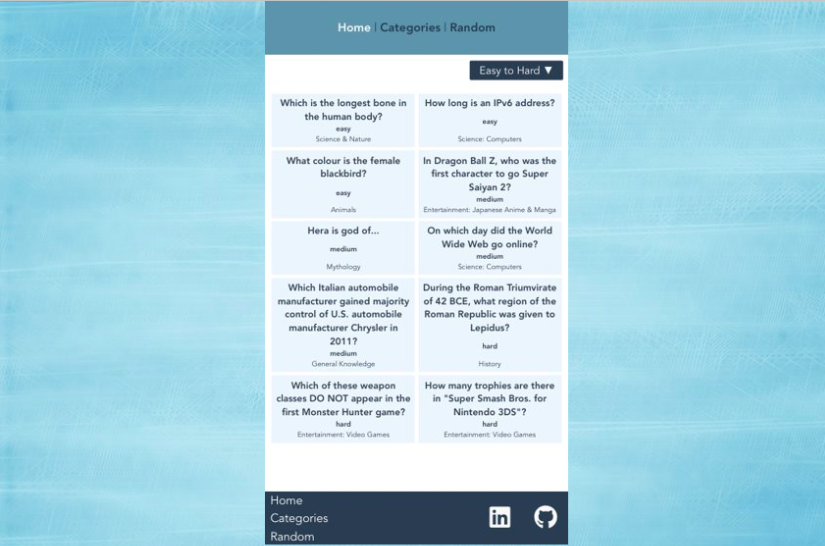 Home | Categories | Random
Easy to Hard ▼
Which is the longest bone in
the human body?
easy
Science & Nature
How long is an IPv6 address?
easy
Science: Computers
What colour is the female
blackbird?
easy
Animals
In Dragon Ball Z, who was the
first character to go Super
Saiyan 2?
medium
Entertainment: Japanese Anime & Manga
Hera is god of...
medium
Mythology
On which day did the World
Wide Web go online?
medium
Science: Computers
Which Italian automobile
manufacturer gained majority
control of U.S. automobile
manufacturer Chrysler in
2011?
medium
General Knowledge
During the Roman Triumvirate
of 42 BCE, what region of the
Roman Republic was given to
Lepidus?
hard
History
Which of these weapon
classes DO NOT appear in the
first Monster Hunter game?
hard
Entertainment: Video Games
How many trophies are there
in "Super Smash Bros. for
Nintendo 3DS"?
hard
Entertainment: Video Games
Home
Categories
Random
in